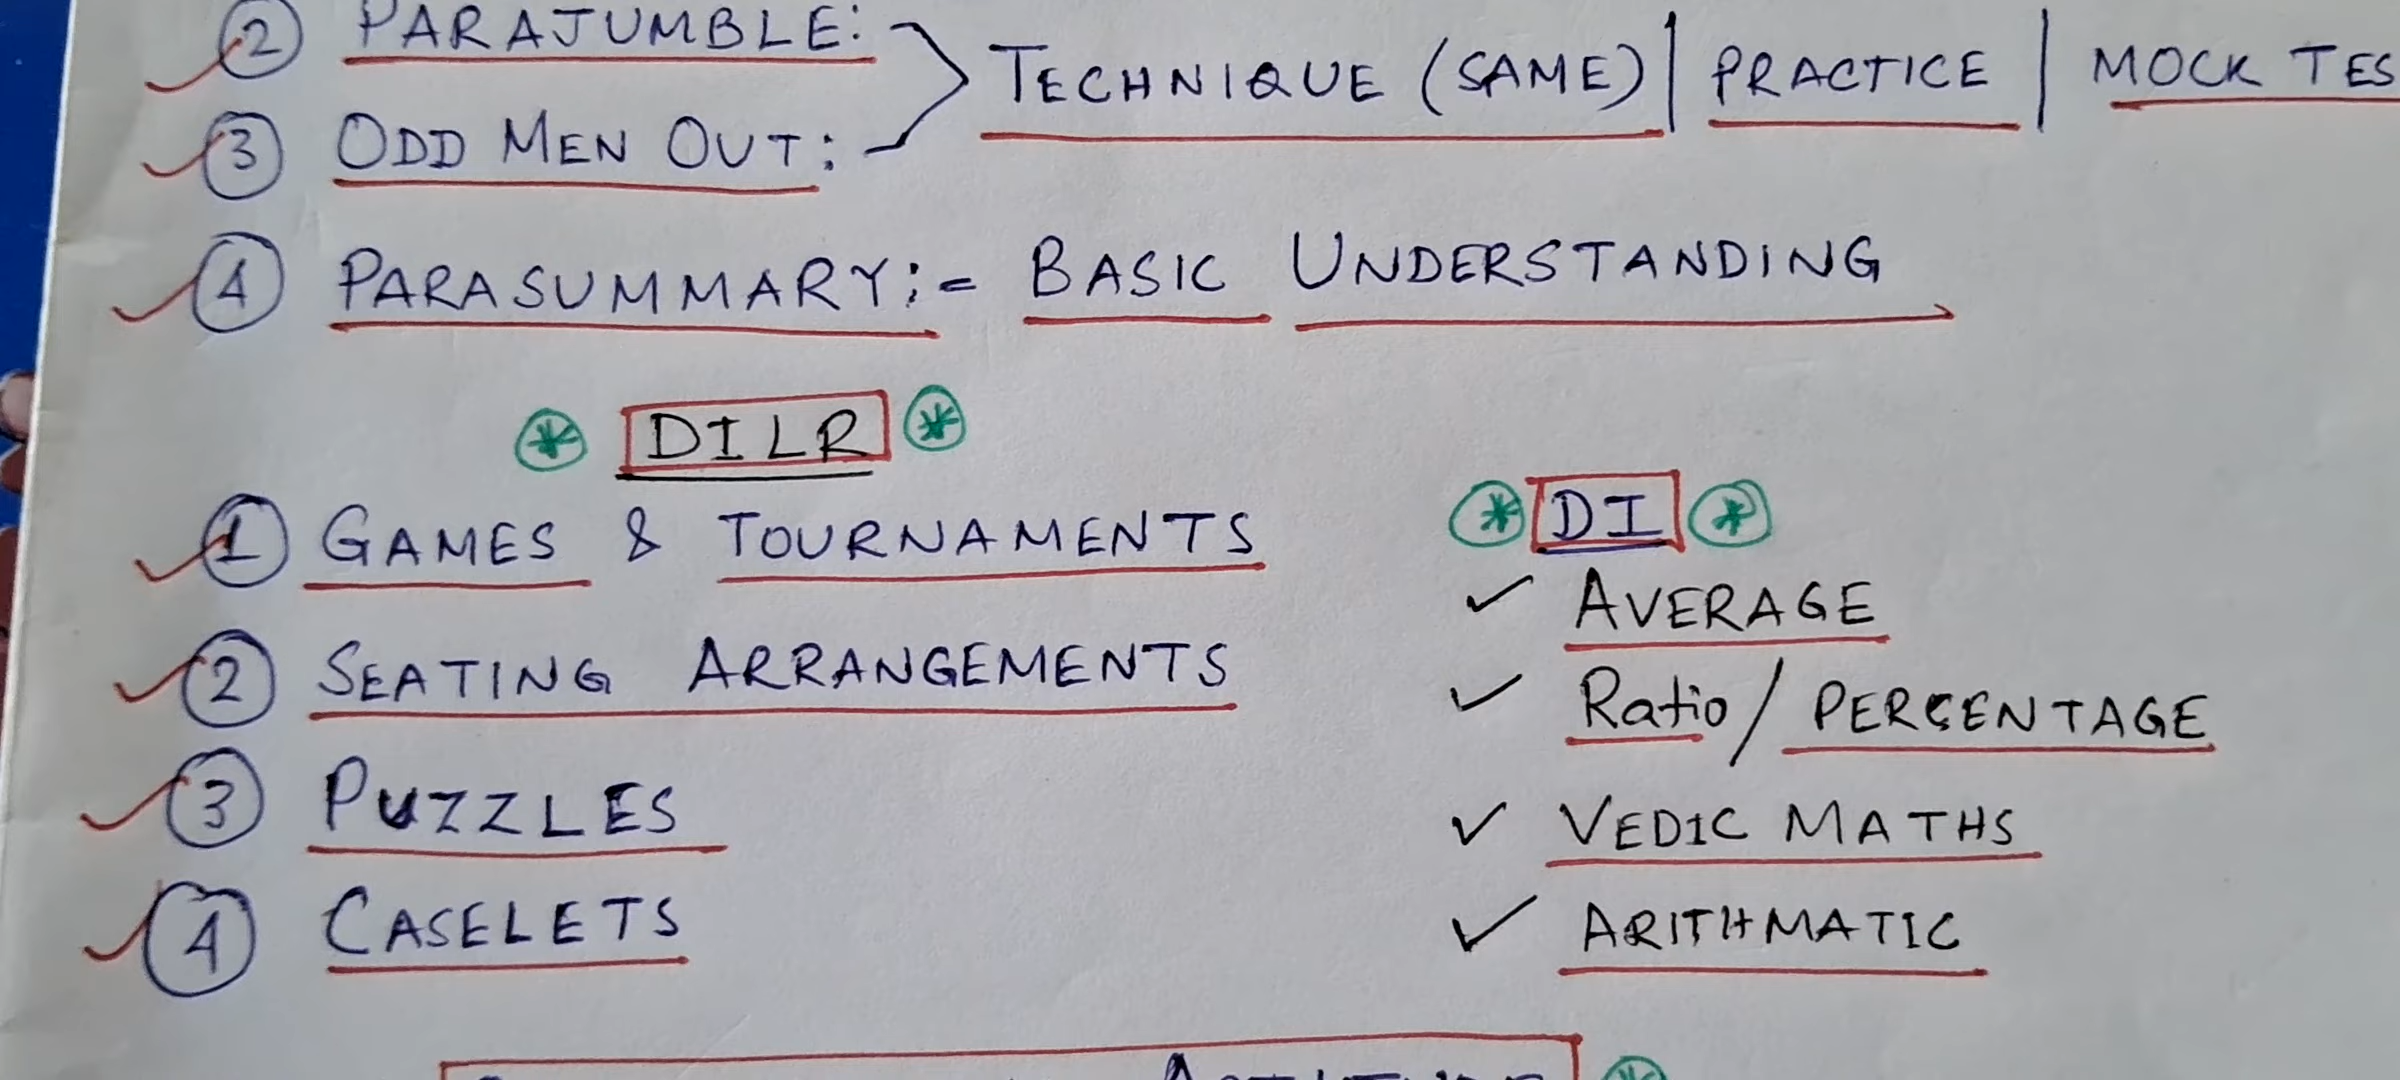 ② PARAJUMBLE:
③ ODD MEN OUT:
TECHNIQUE (SAME) | PRACTICE | MOCK TES
④ PARASUMMARY:- BASIC UNDERSTANDING
* DILR *
① GAMES & TOURNAMENTS
② SEATING ARRANGEMENTS
③ PUZZLES
④ CASELETS
* DI *
✓ AVERAGE
✓ Ratio / PERCENTAGE
✓ VEDIC MATHS
✓ ARITHMATIC